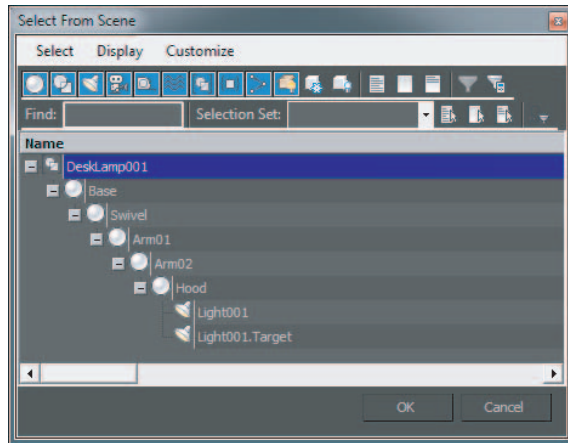 Select From Scene
Select Display Customize
Find: Selection Set:
Name
DeskLamp001
Base
Swivel
Arm01
Arm02
Hood
Light001
Light001.Target
OK Cancel